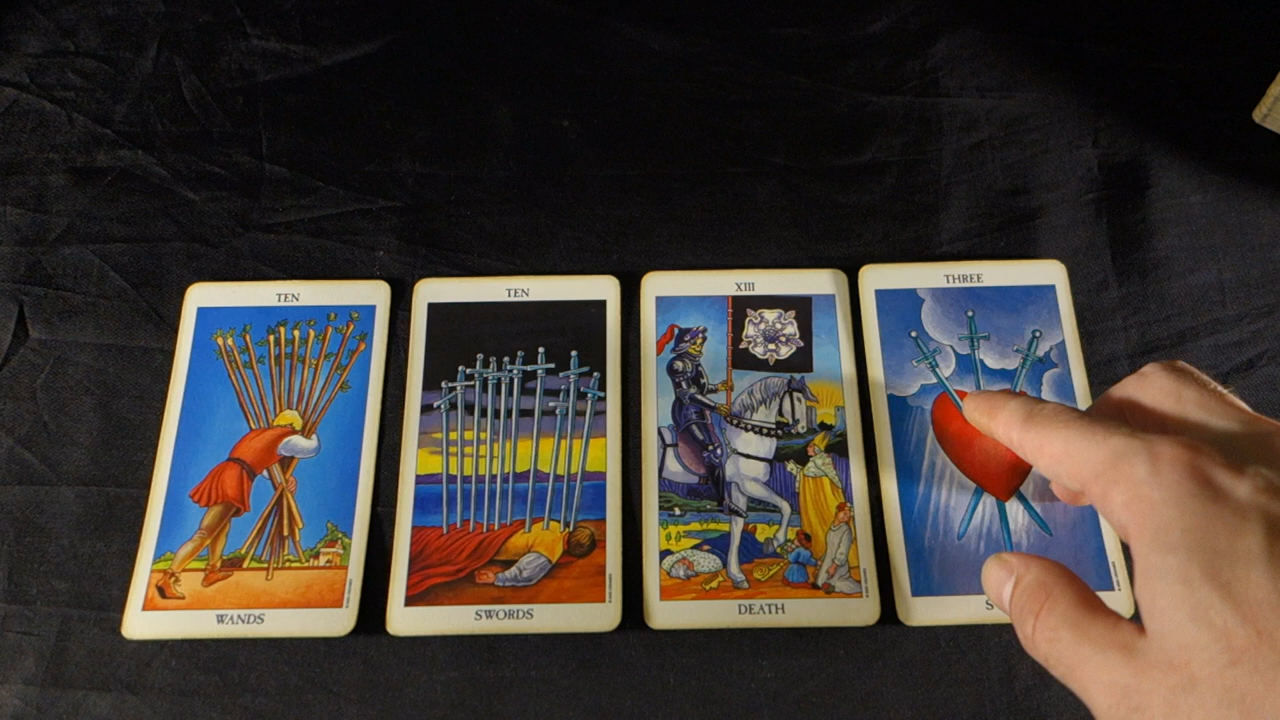 TEN
WANDS
TEN
SWORDS
XIII
DEATH
THREE
S